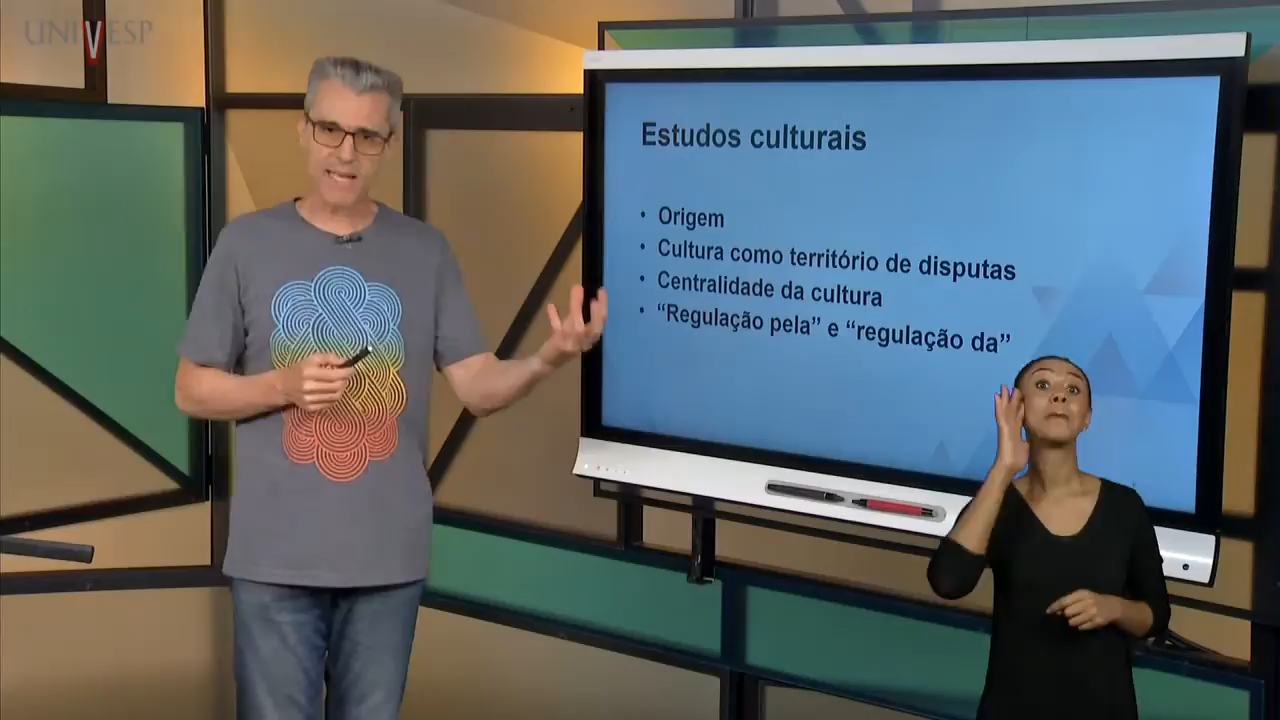 UNIVESP
Estudos culturais
• Origem
• Cultura como território de disputas
• Centralidade da cultura
• “Regulação pela” e “regulação da”